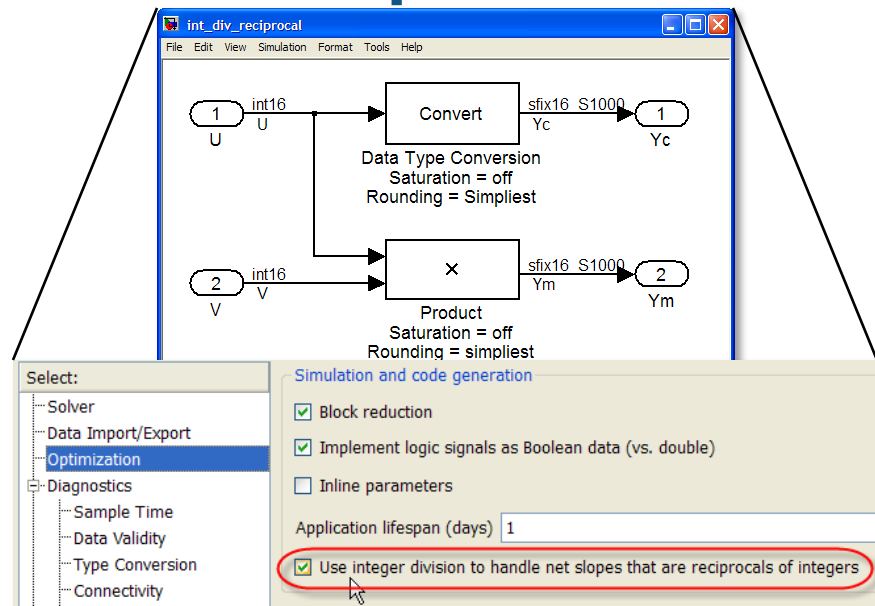 int_div_reciprocal
File Edit View Simulation Format Tools Help
1
int16
U
U
Convert
sfix16_S1000
Yc
1
Yc
Data Type Conversion
Saturation = off
Rounding = Simpliest
2
int16
V
V
×
sfix16_S1000
Ym
2
Ym
Product
Saturation = off
Rounding = simpliest
Select:
Solver
Data Import/Export
Optimization
Diagnostics
Sample Time
Data Validity
Type Conversion
Connectivity
Simulation and code generation
Block reduction
Implement logic signals as Boolean data (vs. double)
Inline parameters
Application lifespan (days) 1
Use integer division to handle net slopes that are reciprocals of integers